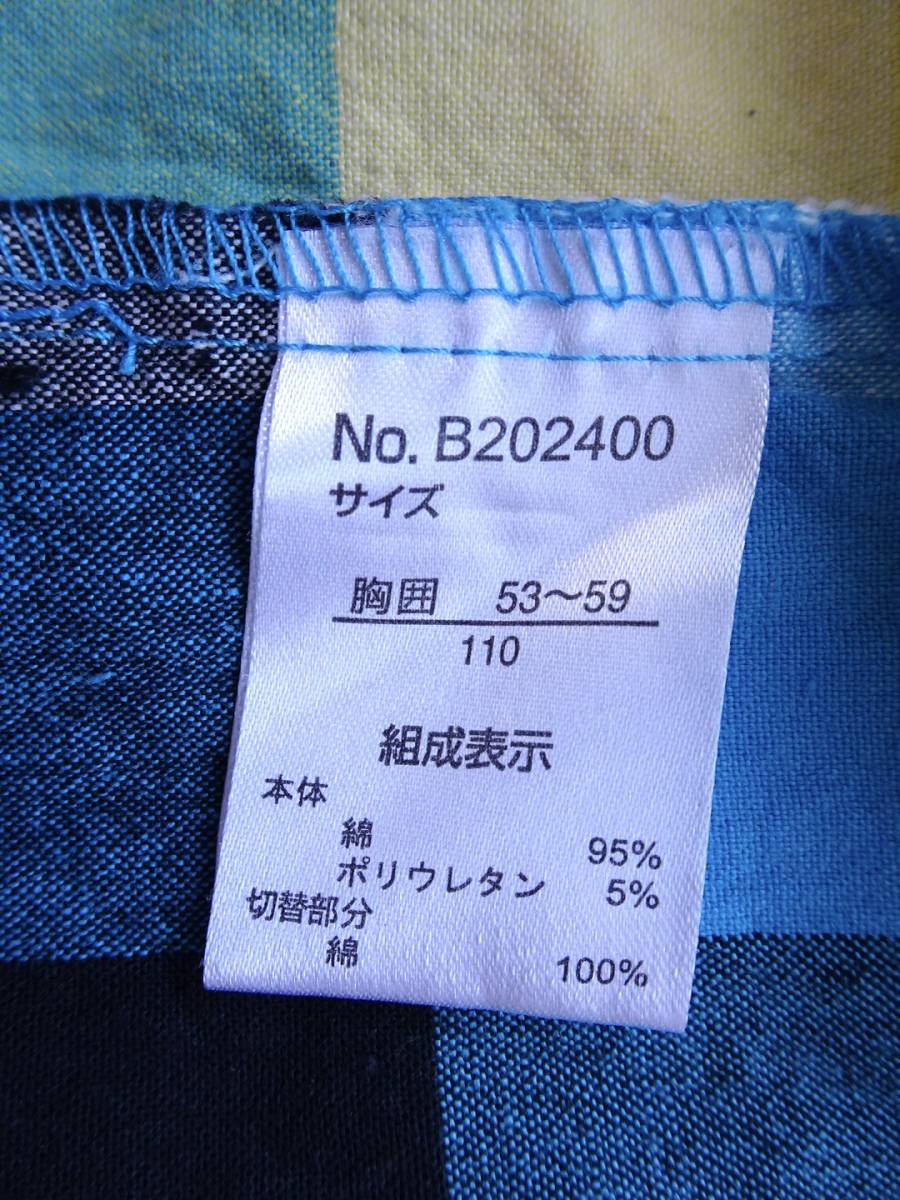 No. B202400
サイズ
胸囲 53〜59
110
組成表示
本体
綿 95%
ポリウレタン 5%
切替部分
綿 100%